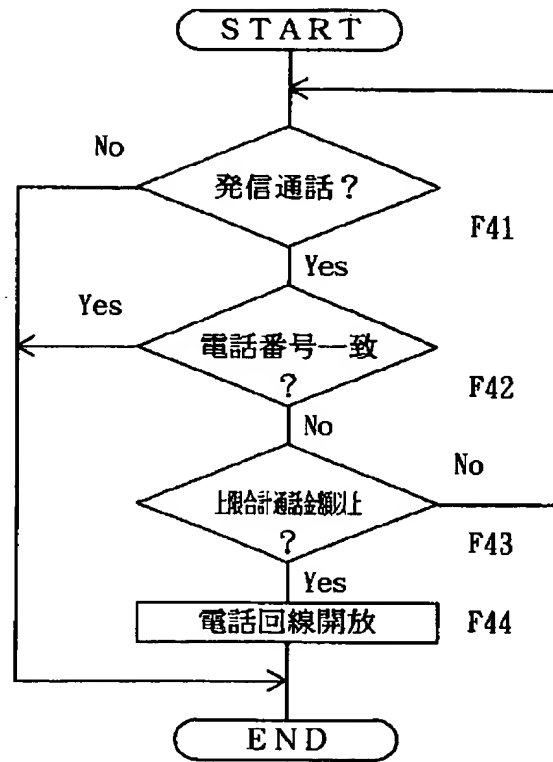 START
No
発信通話?
F41
Yes
Yes
電話番号一致
?
F42
No
No
上限合計通話金額以上
?
F43
Yes
電話回線開放
F44
END